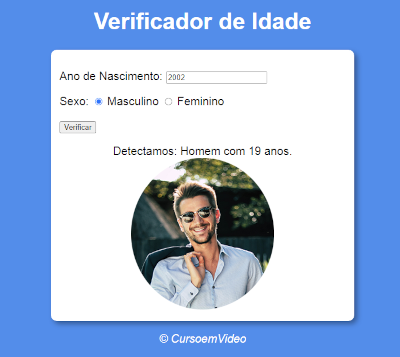 Verificador de Idade
Ano de Nascimento: 2002
Sexo: Masculino Feminino
Verificar
Detectamos: Homem com 19 anos.
© CursoemVideo